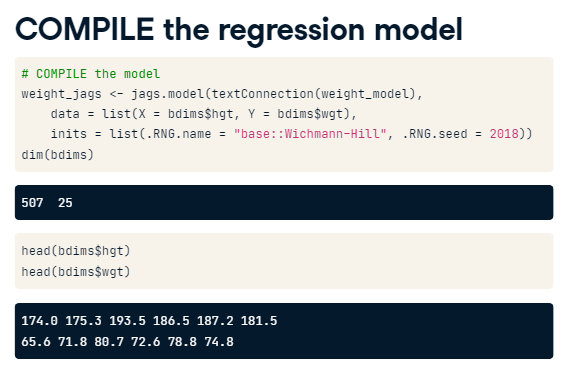 COMPILE the regression model
# COMPILE the model
weight_jags <- jags.model(textConnection(weight_model),
    data = list(X = bdims$hgt, Y = bdims$wgt),
    inits = list(.RNG.name = "base::Wichmann-Hill", .RNG.seed = 2018))
dim(bdims)
507  25
head(bdims$hgt)
head(bdims$wgt)
174.0 175.3 193.5 186.5 187.2 181.5
65.6 71.8 80.7 72.6 78.8 74.8